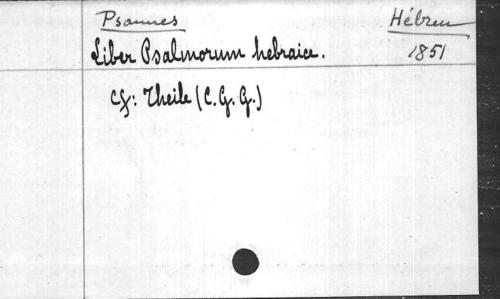 Psaumes Hébreu
Liber Psalmorum hebraice. 1851
Cf: Theile (C. G. G.)